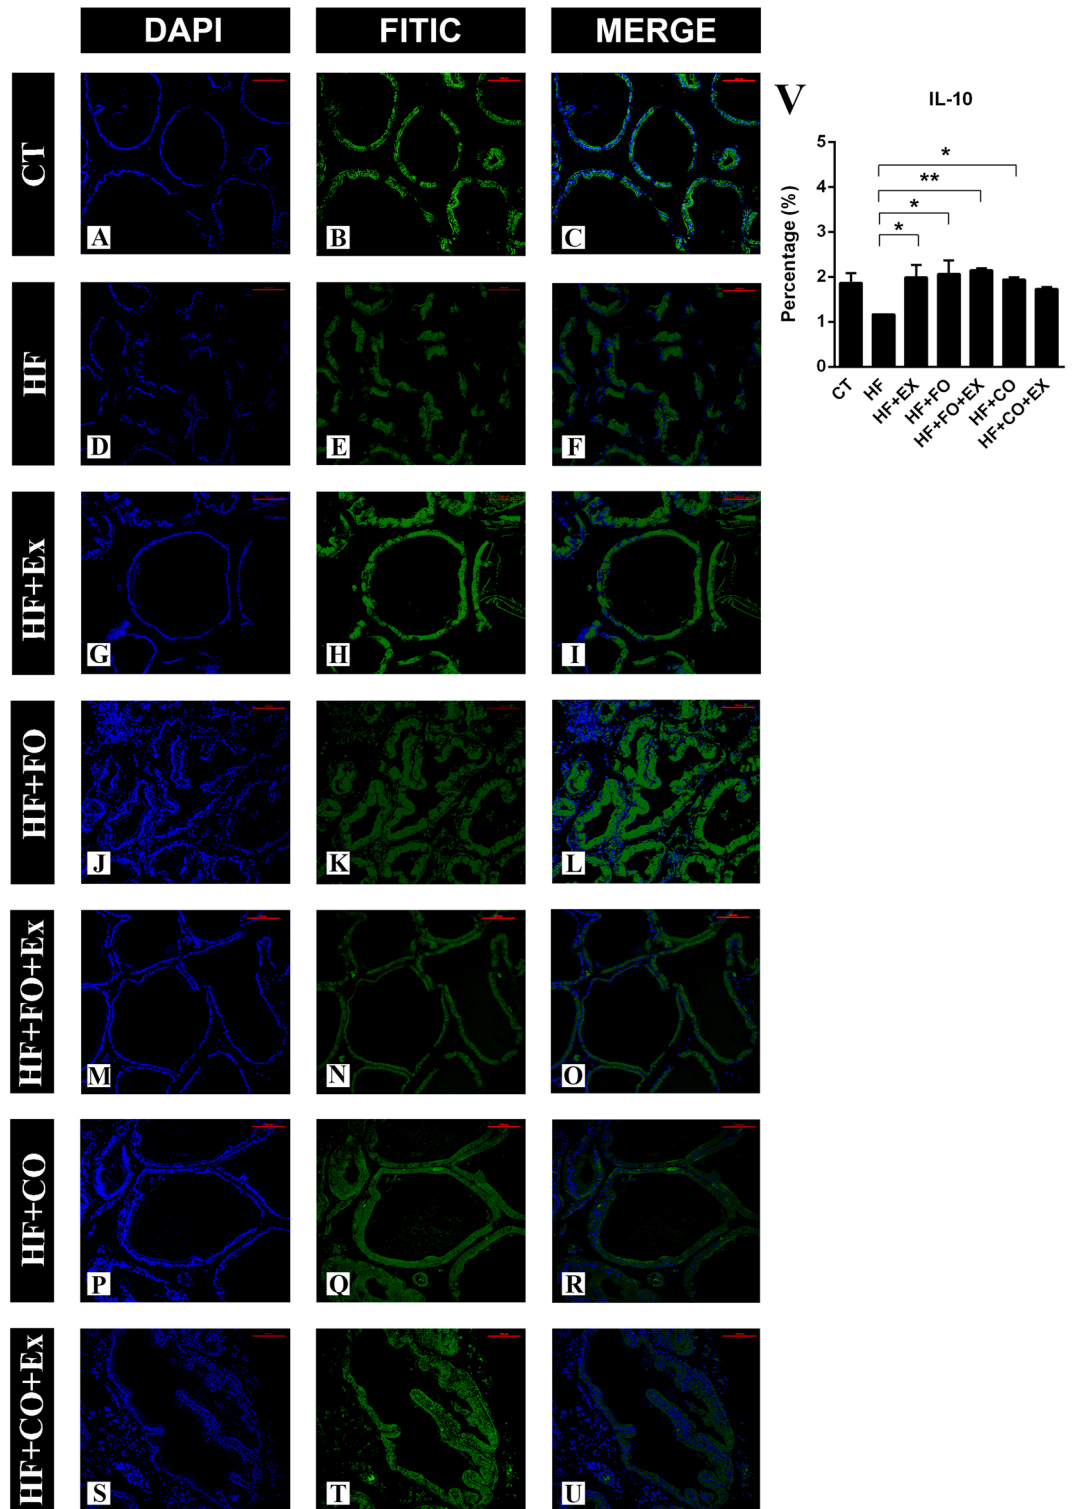 DAPI FITIC MERGE
CT
A B C
HF
D E F
HF+Ex
G H I
HF+FO
J K L
HF+FO+Ex
M N O
HF+CO
P Q R
HF+CO+Ex
S T U
V
IL-10
Percentage (%)
5
4
3
2
1
0
*
**
*
*
CT HF HF+EX HF+FO HF+FO+EX HF+CO HF+CO+EX